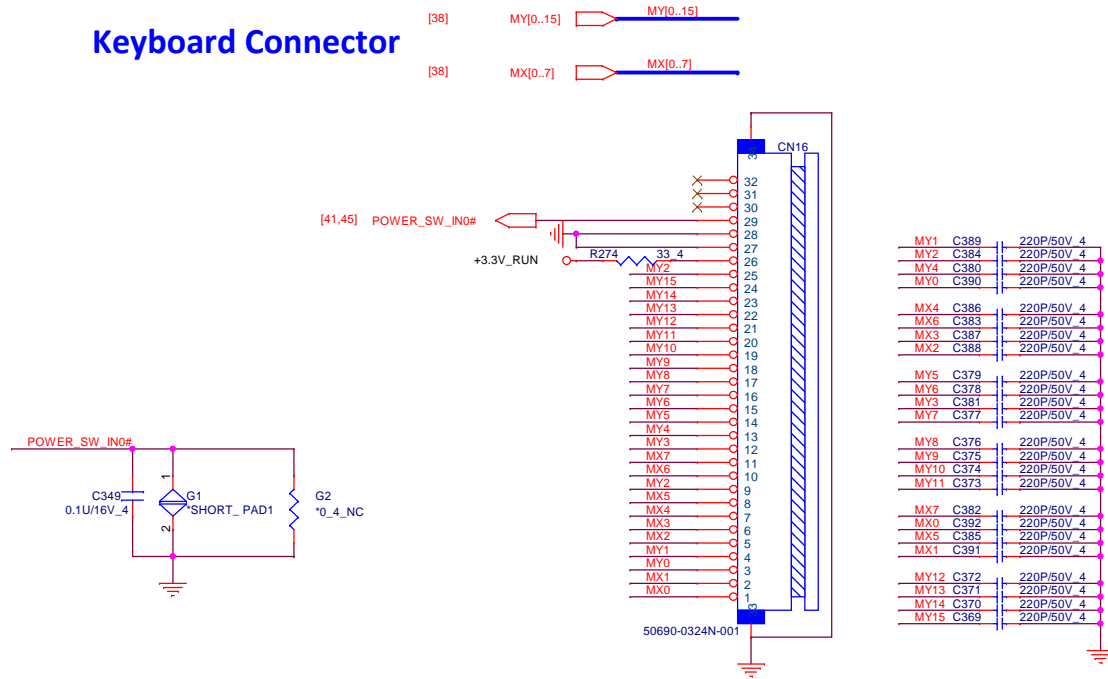 Keyboard Connector
[38] MY[0..15] MY[0..15]
[38] MX[0..7] MX[0..7]
CN16
32
31
30
[41,45] POWER_SW_IN0# 29
28
27
+3.3V_RUN R274 33_4 26
MY2 25
MY15 24
MY14 23
MY13 22
MY12 21
MY11 20
MY10 19
MY9 18
MY8 17
MY7 16
MY6 15
MY5 14
MY4 13
MY3 12
MX7 11
MX6 10
MY2 9
MX5 8
MX4 7
MX3 6
MX2 5
MY1 4
MY0 3
MX1 2
MX0 1
50690-0324N-001
MY1 C389 220P/50V_4
MY2 C384 220P/50V_4
MY4 C380 220P/50V_4
MY0 C390 220P/50V_4
MX4 C386 220P/50V_4
MX6 C383 220P/50V_4
MX3 C387 220P/50V_4
MX2 C388 220P/50V_4
MY5 C379 220P/50V_4
MY6 C378 220P/50V_4
MY3 C381 220P/50V_4
MY7 C377 220P/50V_4
MY8 C376 220P/50V_4
MY9 C375 220P/50V_4
MY10 C374 220P/50V_4
MY11 C373 220P/50V_4
MX7 C382 220P/50V_4
MX0 C392 220P/50V_4
MX5 C385 220P/50V_4
MX1 C391 220P/50V_4
MY12 C372 220P/50V_4
MY13 C371 220P/50V_4
MY14 C370 220P/50V_4
MY15 C369 220P/50V_4
POWER_SW_IN0#
C349
0.1U/16V_4
1
G1
*SHORT_ PAD1
2
G2
*0_4_NC